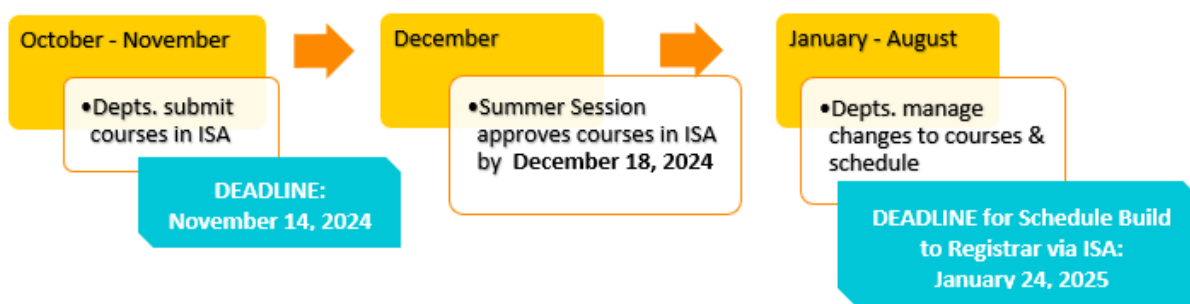 October - November
•Depts. submit
courses in ISA
DEADLINE:
November 14, 2024
December
•Summer Session
approves courses in ISA
by December 18, 2024
January - August
•Depts. manage
changes to courses &
schedule
DEADLINE for Schedule Build
to Registrar via ISA:
January 24, 2025